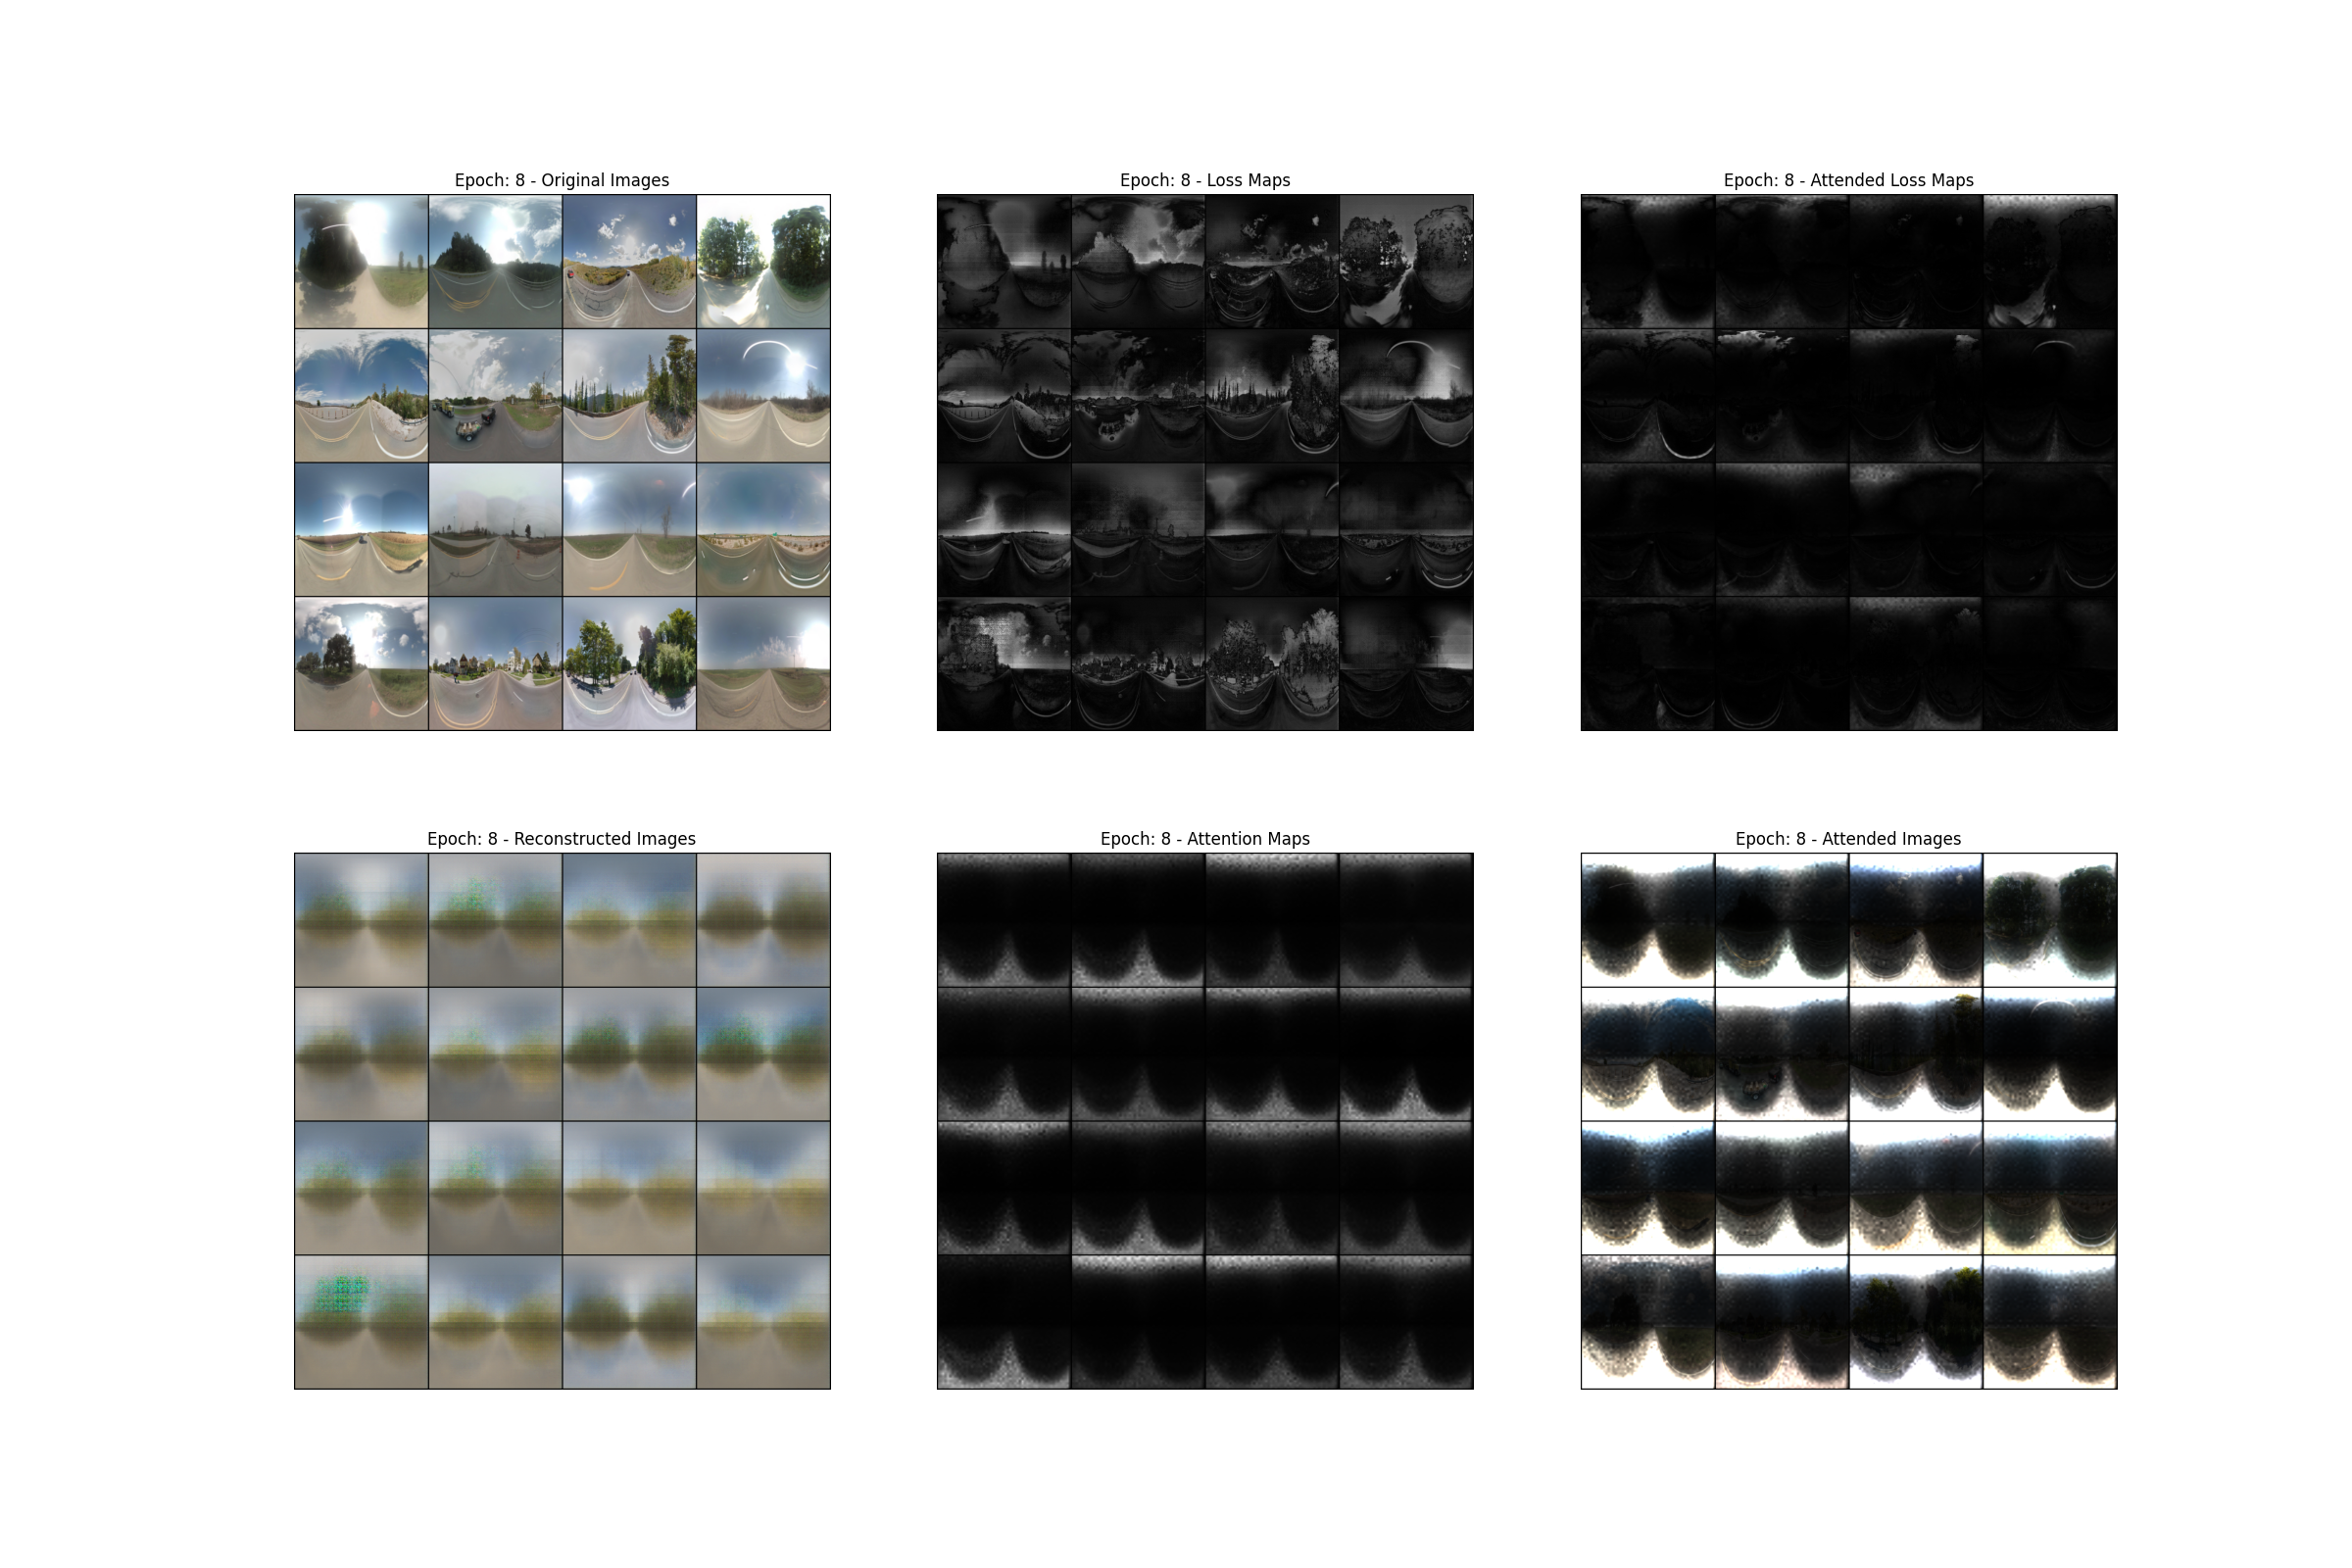 Epoch: 8 - Original Images
Epoch: 8 - Loss Maps
Epoch: 8 - Attended Loss Maps
Epoch: 8 - Reconstructed Images
Epoch: 8 - Attention Maps
Epoch: 8 - Attended Images